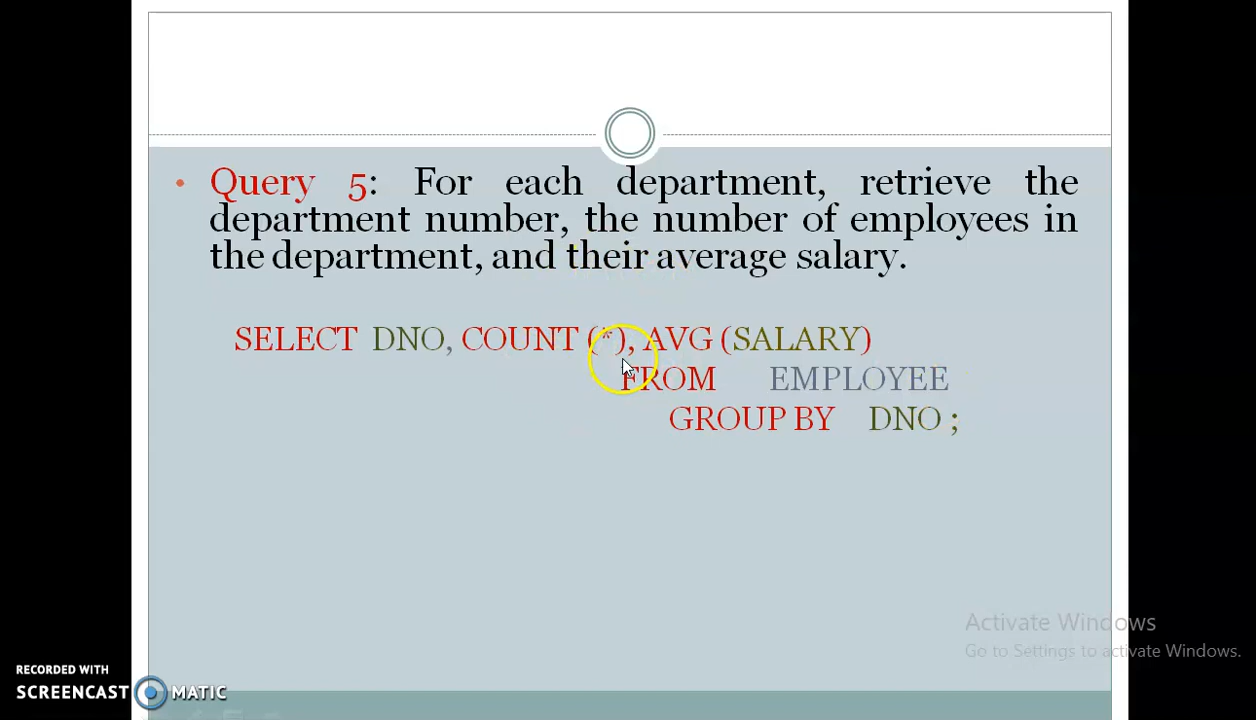 • Query 5: For each department, retrieve the
department number, the number of employees in
the department, and their average salary.
SELECT DNO, COUNT (*), AVG (SALARY)
FROM EMPLOYEE
GROUP BY DNO ;
Activate Windows
Go to Settings to activate Windows.
RECORDED WITH
SCREENCAST MATIC